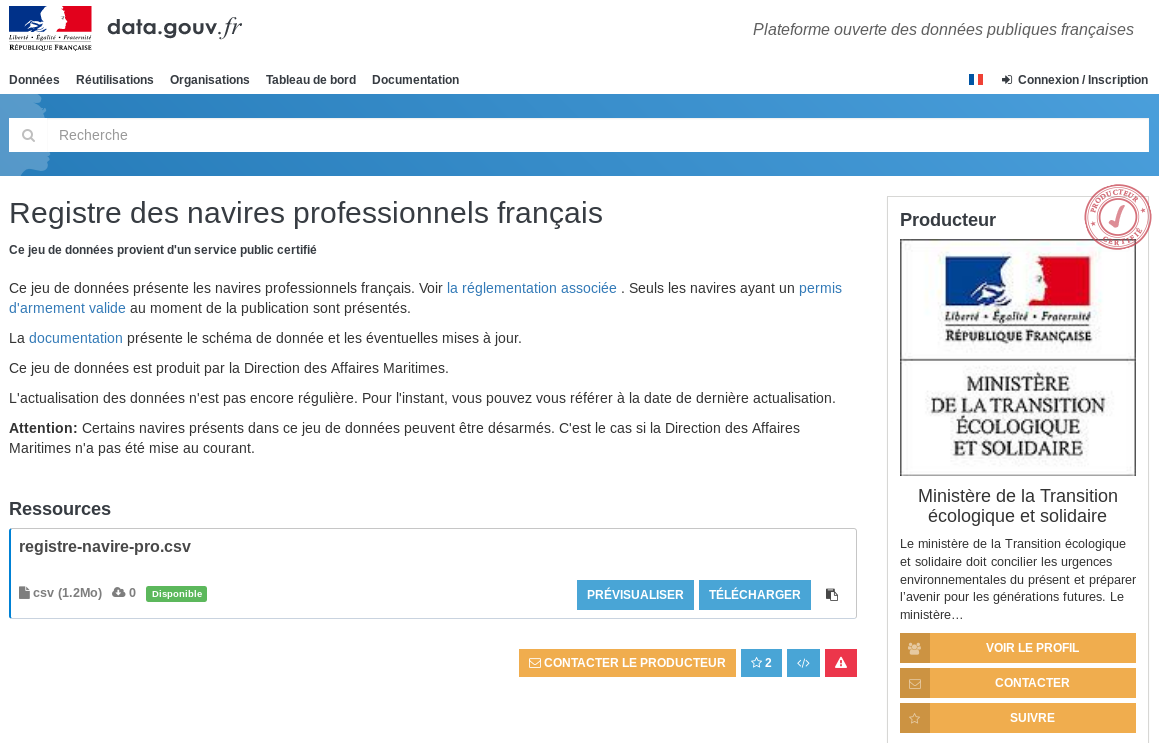 Liberté • Égalité • Fraternité
RÉPUBLIQUE FRANÇAISE
data.gouv.fr
Plateforme ouverte des données publiques françaises
Données Réutilisations Organisations Tableau de bord Documentation
Connexion / Inscription
Recherche
Registre des navires professionnels français
Ce jeu de données provient d'un service public certifié
Ce jeu de données présente les navires professionnels français. Voir la réglementation associée . Seuls les navires ayant un permis
d'armement valide au moment de la publication sont présentés.
La documentation présente le schéma de donnée et les éventuelles mises à jour.
Ce jeu de données est produit par la Direction des Affaires Maritimes.
L'actualisation des données n'est pas encore régulière. Pour l'instant, vous pouvez vous référer à la date de dernière actualisation.
Attention: Certains navires présents dans ce jeu de données peuvent être désarmés. C'est le cas si la Direction des Affaires
Maritimes n'a pas été mise au courant.
Ressources
registre-navire-pro.csv
csv (1.2Mo) 0 Disponible
PRÉVISUALISER TÉLÉCHARGER
CONTACTER LE PRODUCTEUR 2
Producteur
PRODUCTEUR
CERTIFIÉ
Liberté • Égalité • Fraternité
RÉPUBLIQUE FRANÇAISE
MINISTÈRE
DE LA TRANSITION
ÉCOLOGIQUE
ET SOLIDAIRE
Ministère de la Transition
écologique et solidaire
Le ministère de la Transition écologique
et solidaire doit concilier les urgences
environnementales du présent et préparer
l'avenir pour les générations futures. Le
ministère…
VOIR LE PROFIL
CONTACTER
SUIVRE